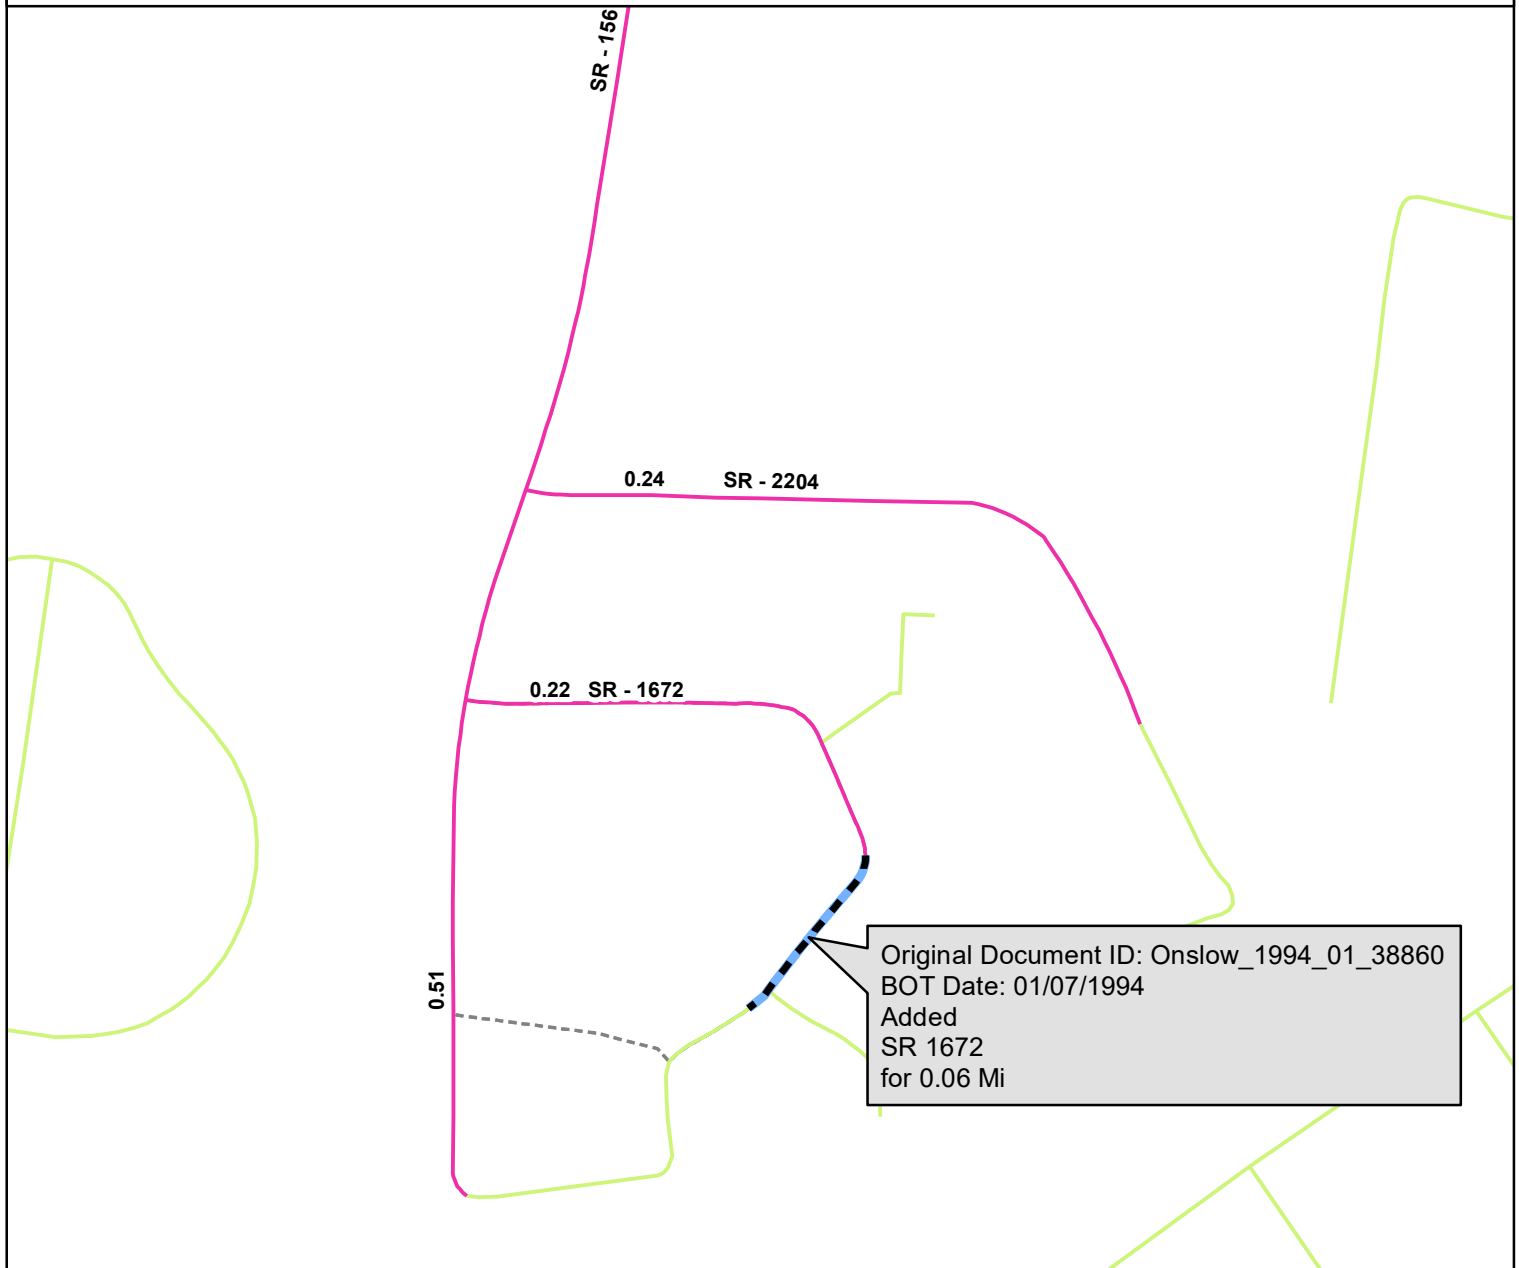 SR - 156
0.24 SR - 2204
0.22 SR - 1672
0.51
Original Document ID: Onslow_1994_01_38860
BOT Date: 01/07/1994
Added
SR 1672
for 0.06 Mi